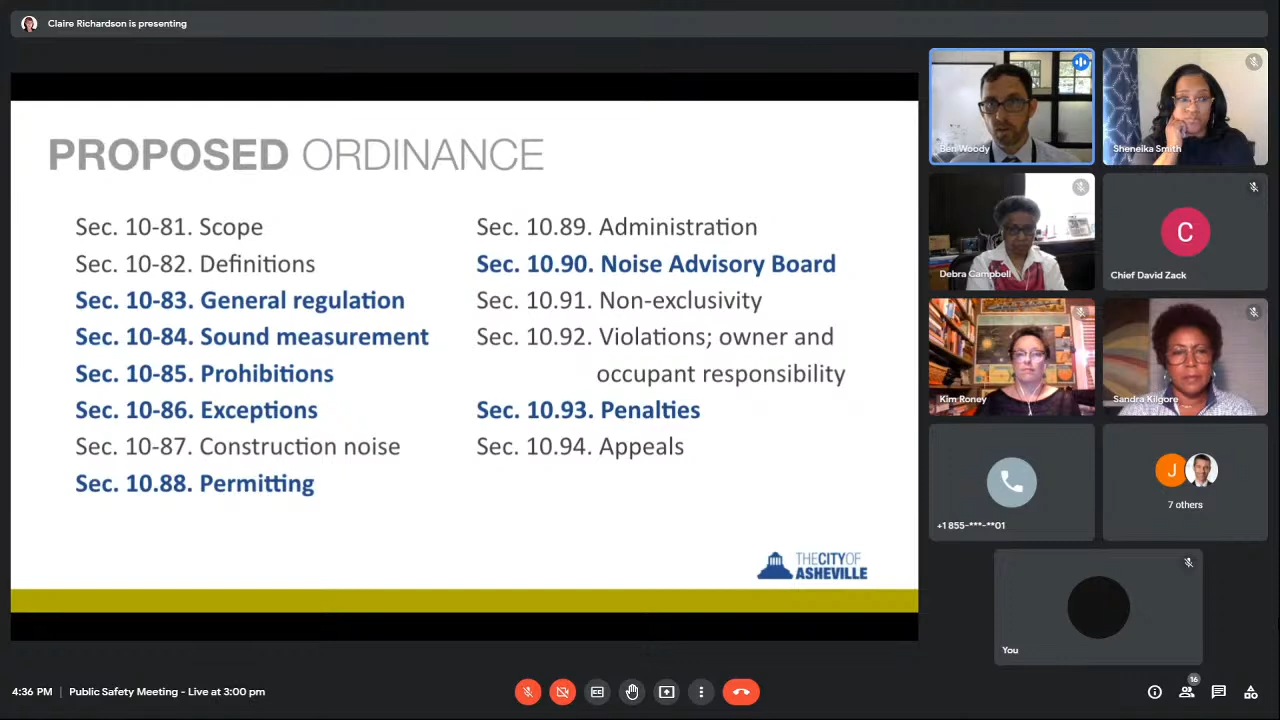 Claire Richardson is presenting
PROPOSED ORDINANCE
Sec. 10-81. Scope
Sec. 10-82. Definitions
Sec. 10-83. General regulation
Sec. 10-84. Sound measurement
Sec. 10-85. Prohibitions
Sec. 10-86. Exceptions
Sec. 10-87. Construction noise
Sec. 10.88. Permitting
Sec. 10.89. Administration
Sec. 10.90. Noise Advisory Board
Sec. 10.91. Non-exclusivity
Sec. 10.92. Violations; owner and
occupant responsibility
Sec. 10.93. Penalties
Sec. 10.94. Appeals
THE CITY OF
ASHEVILLE
Ben Woody
Sheneika Smith
Debra Campbell
C
Chief David Zack
Kim Roney
Sandra Kilgore
+1 855-***-**01
J
7 others
You
4:36 PM | Public Safety Meeting - Live at 3:00 pm
CC
16